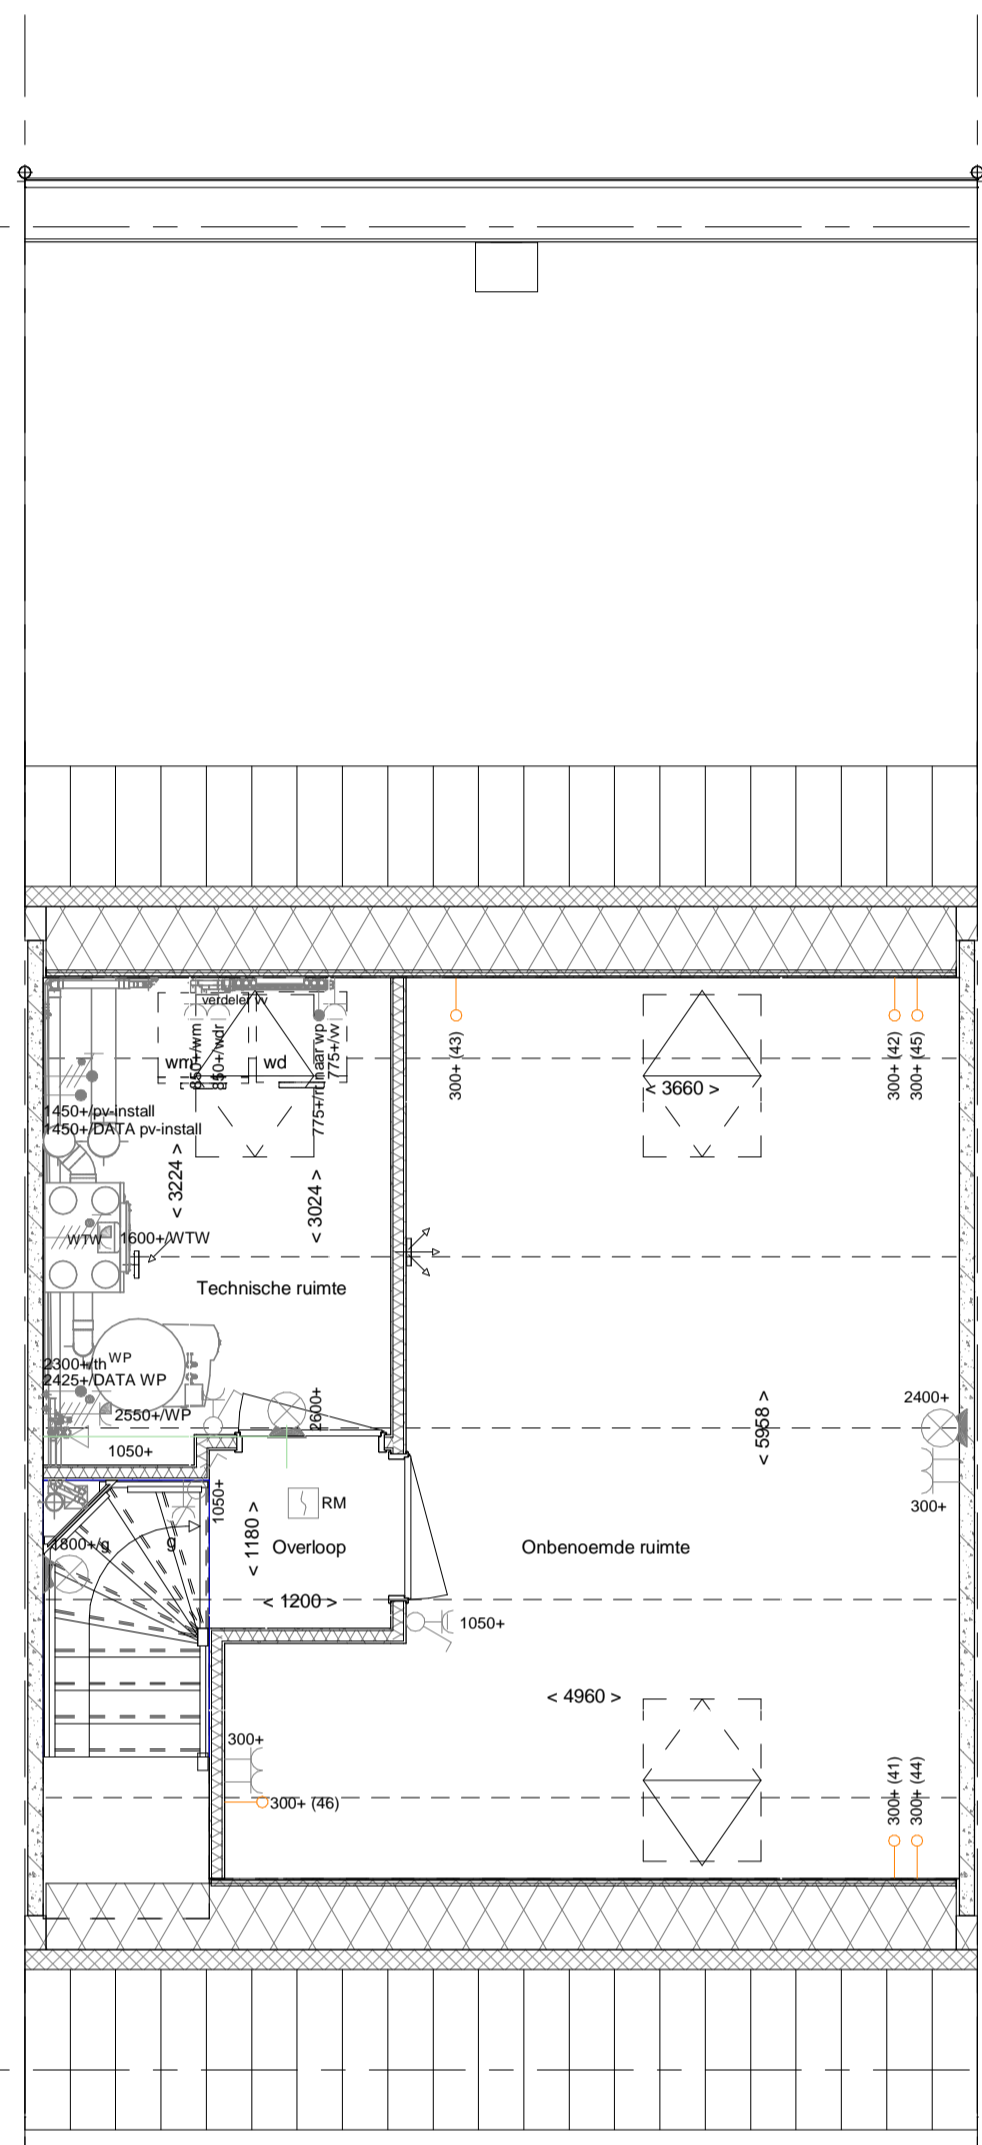 verdeler vv
850+/wm
850+/wdr
775+/rt naar wp
775+/vv
wm
wd
300+ (43)
300+ (42)
300+ (45)
< 3660 >
1450+/pv-install
1450+/DATA pv-install
< 3224 >
< 3024 >
WTW
1600+/WTW
Technische ruimte
WP
2300+/th
2425+/DATA WP
2550+/WP
2600+
1050+
2400+
< 5958 >
300+
1050+
RM
1800+/g
g
< 1180 >
Overloop
Onbenoemde ruimte
< 1200 >
1050+
< 4960 >
300+
300+ (46)
300+ (41)
300+ (44)